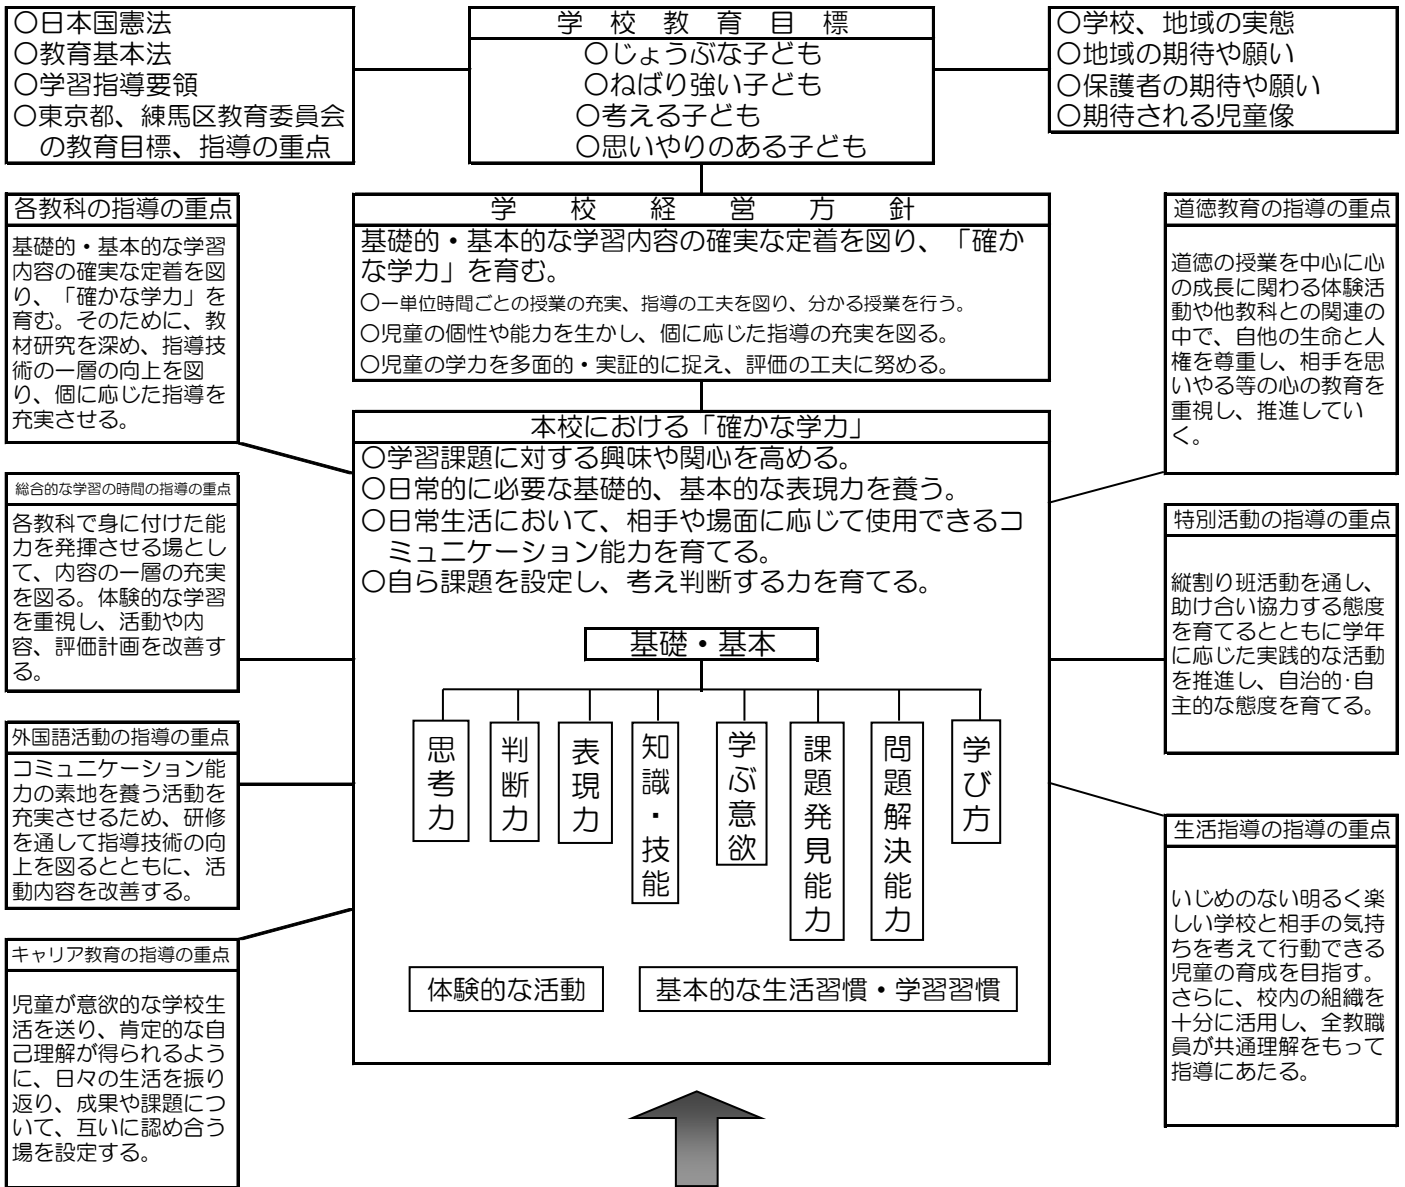 〇日本国憲法
〇教育基本法
〇学習指導要領
〇東京都、練馬区教育委員会
の教育目標、指導の重点
学校教育目標
〇じょうぶな子ども
〇ねばり強い子ども
〇考える子ども
〇思いやりのある子ども
〇学校、地域の実態
〇地域の期待や願い
〇保護者の期待や願い
〇期待される児童像
各教科の指導の重点
基礎的・基本的な学習
内容の確実な定着を図
り、「確かな学力」を
育む。そのために、教
材研究を深め、指導技
術の一層の向上を図
り、個に応じた指導を
充実させる。
学校経営方針
基礎的・基本的な学習内容の確実な定着を図り、「確か
な学力」を育む。
〇一単位時間ごとの授業の充実、指導の工夫を図り、分かる授業を行う。
〇児童の個性や能力を生かし、個に応じた指導の充実を図る。
〇児童の学力を多面的・実証的に捉え、評価の工夫に努める。
道徳教育の指導の重点
道徳の授業を中心に心
の成長に関わる体験活
動や他教科との関連の
中で、自他の生命と人
権を尊重し、相手を思
いやる等の心の教育を
重視し、推進してい
く。
総合的な学習の時間の指導の重点
各教科で身に付けた能
力を発揮させる場とし
て、内容の一層の充実
を図る。体験的な学習
を重視し、活動や内
容、評価計画を改善す
る。
本校における「確かな学力」
〇学習課題に対する興味や関心を高める。
〇日常的に必要な基礎的、基本的な表現力を養う。
〇日常生活において、相手や場面に応じて使用できるコ
ミュニケーション能力を育てる。
〇自ら課題を設定し、考え判断する力を育てる。
基礎・基本
思考力
判断力
表現力
知識・技能
学ぶ意欲
課題発見能力
問題解決能力
学び方
体験的な活動
基本的な生活習慣・学習習慣
特別活動の指導の重点
縦割り班活動を通し、
助け合い協力する態度
を育てるとともに学年
に応じた実践的な活動
を推進し、自治的･自
主的な態度を育てる。
外国語活動の指導の重点
コミュニケーション能
力の素地を養う活動を
充実させるため、研修
を通して指導技術の向
上を図るとともに、活
動内容を改善する。
生活指導の指導の重点
いじめのない明るく楽
しい学校と相手の気持
ちを考えて行動できる
児童の育成を目指す。
さらに、校内の組織を
十分に活用し、全教職
員が共通理解をもって
指導にあたる。
キャリア教育の指導の重点
児童が意欲的な学校生
活を送り、肯定的な自
己理解が得られるよう
に、日々の生活を振り
返り、成果や課題につ
いて、互いに認め合う
場を設定する。